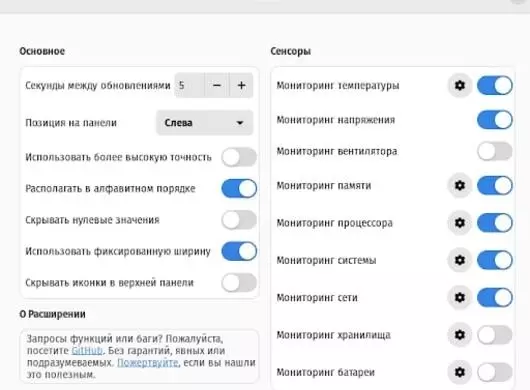 Основное
Секунды между обновлениями 5 − +
Позиция на панели Слева
Использовать более высокую точность
Располагать в алфавитном порядке
Скрывать нулевые значения
Использовать фиксированную ширину
Скрывать иконки в верхней панели
О Расширении
Запросы функций или баги? Пожалуйста,
посетите GitHub. Без гарантий, явных или
подразумеваемых. Пожертвуйте, если вы нашли
это полезным.
Сенсоры
Мониторинг температуры
Мониторинг напряжения
Мониторинг вентилятора
Мониторинг памяти
Мониторинг процессора
Мониторинг системы
Мониторинг сети
Мониторинг хранилища
Мониторинг батареи